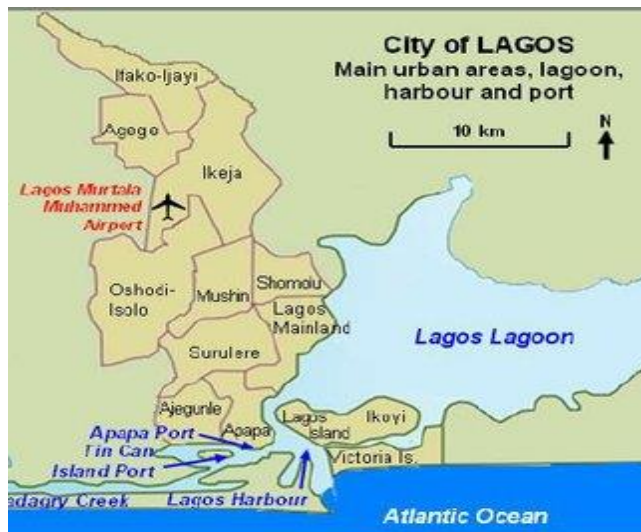 City of LAGOS
Main urban areas, lagoon,
harbour and port
10 km
N
Ifako-Ijayi
Agege
Ikeja
Lagos Murtala
Muhammed
Airport
Oshodi-
Isolo
Mushin
Shomolu
Lagos
Mainland
Lagos Lagoon
Surulere
Ajegunle
Apapa
Lagos
Island
Ikoyi
Apapa Port
Tin Can
Island Port
Victoria Is.
edagry Creek
Lagos Harbour
Atlantic Ocean